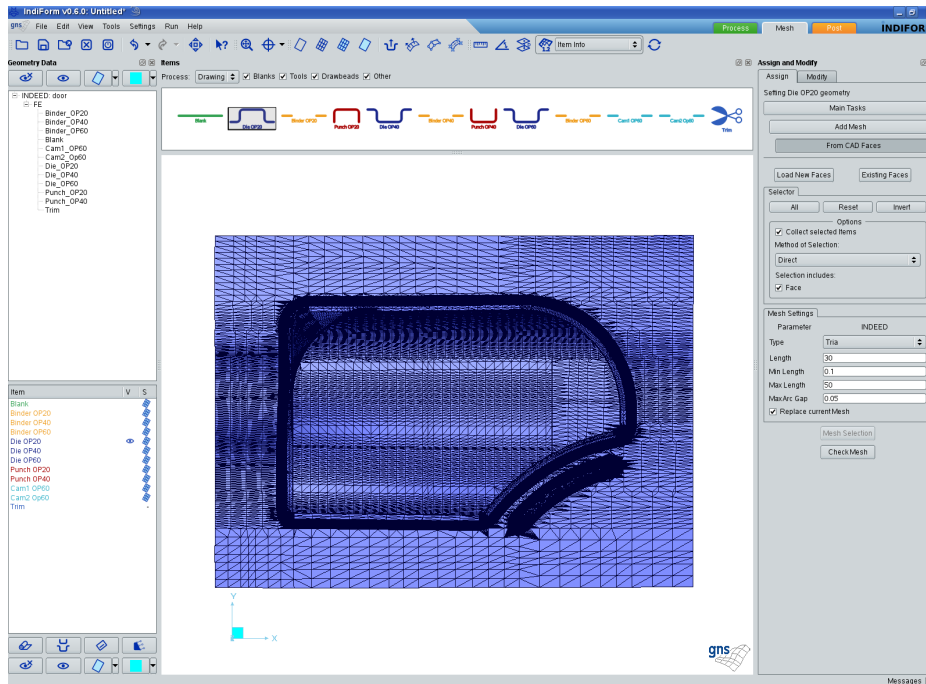 IndiForm v0.6.0: Untitled*
gns File Edit View Tools Settings Run Help
Process Mesh Post INDIFOR
Item Info
Geometry Data
Items
Assign and Modify
Process: Drawing Blanks Tools Drawbeads Other
Assign Modify
Setting Die OP20 geometry
Main Tasks
Add Mesh
From CAD Faces
Load New Faces Existing Faces
Selector
All Reset Invert
Options
Collect selected Items
Method of Selection:
Direct
Selection includes:
Face
Mesh Settings
Parameter INDEED
Type Tria
Length 30
Min Length 0.1
Max Length 50
Max Arc Gap 0.05
Replace current Mesh
Mesh Selection
Check Mesh
INDEED: door
FE
Binder_OP20
Binder_OP40
Binder_OP60
Blank
Cam1_OP60
Cam2_Op60
Die_OP20
Die_OP40
Die_OP60
Punch_OP20
Punch_OP40
Trim
Blank Die OP20 Binder OP20 Punch OP20 Die OP40 Binder OP40 Punch OP40 Die OP60 Binder OP60 Cam1 OP60 Cam2 Op60 Trim
Item V S
Blank
Binder OP20
Binder OP40
Binder OP60
Die OP20
Die OP40
Die OP60
Punch OP20
Punch OP40
Cam1 OP60
Cam2 Op60
Trim -
Y
X
gns
Messages